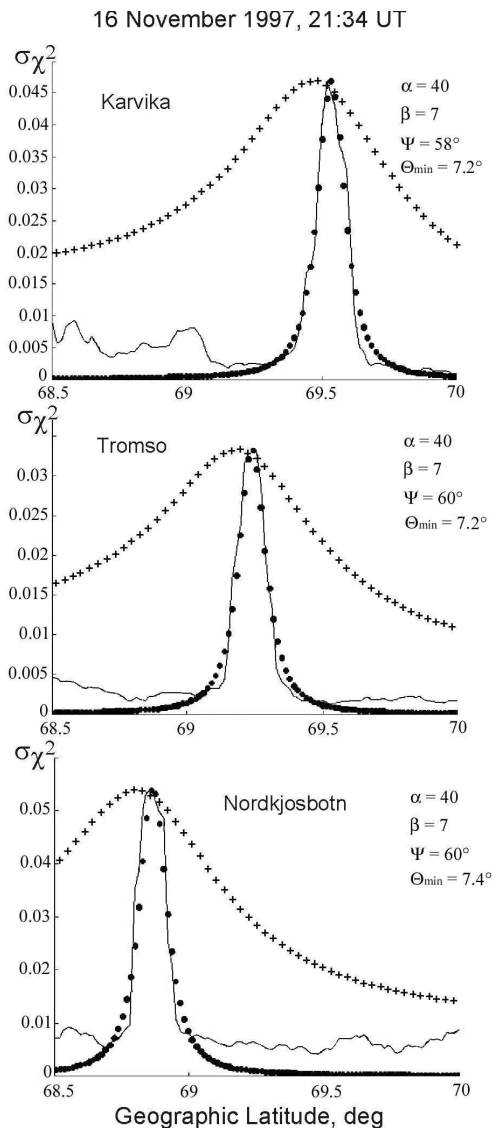 16 November 1997, 21:34 UT
σχ2
Karvika
α = 40
β = 7
Ψ = 58°
Θmin = 7.2°
0.045
0.04
0.035
0.03
0.025
0.02
0.015
0.01
0.005
0
68.5 69 69.5 70
σχ2
Tromso
α = 40
β = 7
Ψ = 60°
Θmin = 7.2°
0.03
0.025
0.02
0.015
0.01
0.005
0
68.5 69 69.5 70
σχ2
Nordkjosbotn
α = 40
β = 7
Ψ = 60°
Θmin = 7.4°
0.05
0.04
0.03
0.02
0.01
0
68.5 69 69.5 70
Geographic Latitude, deg